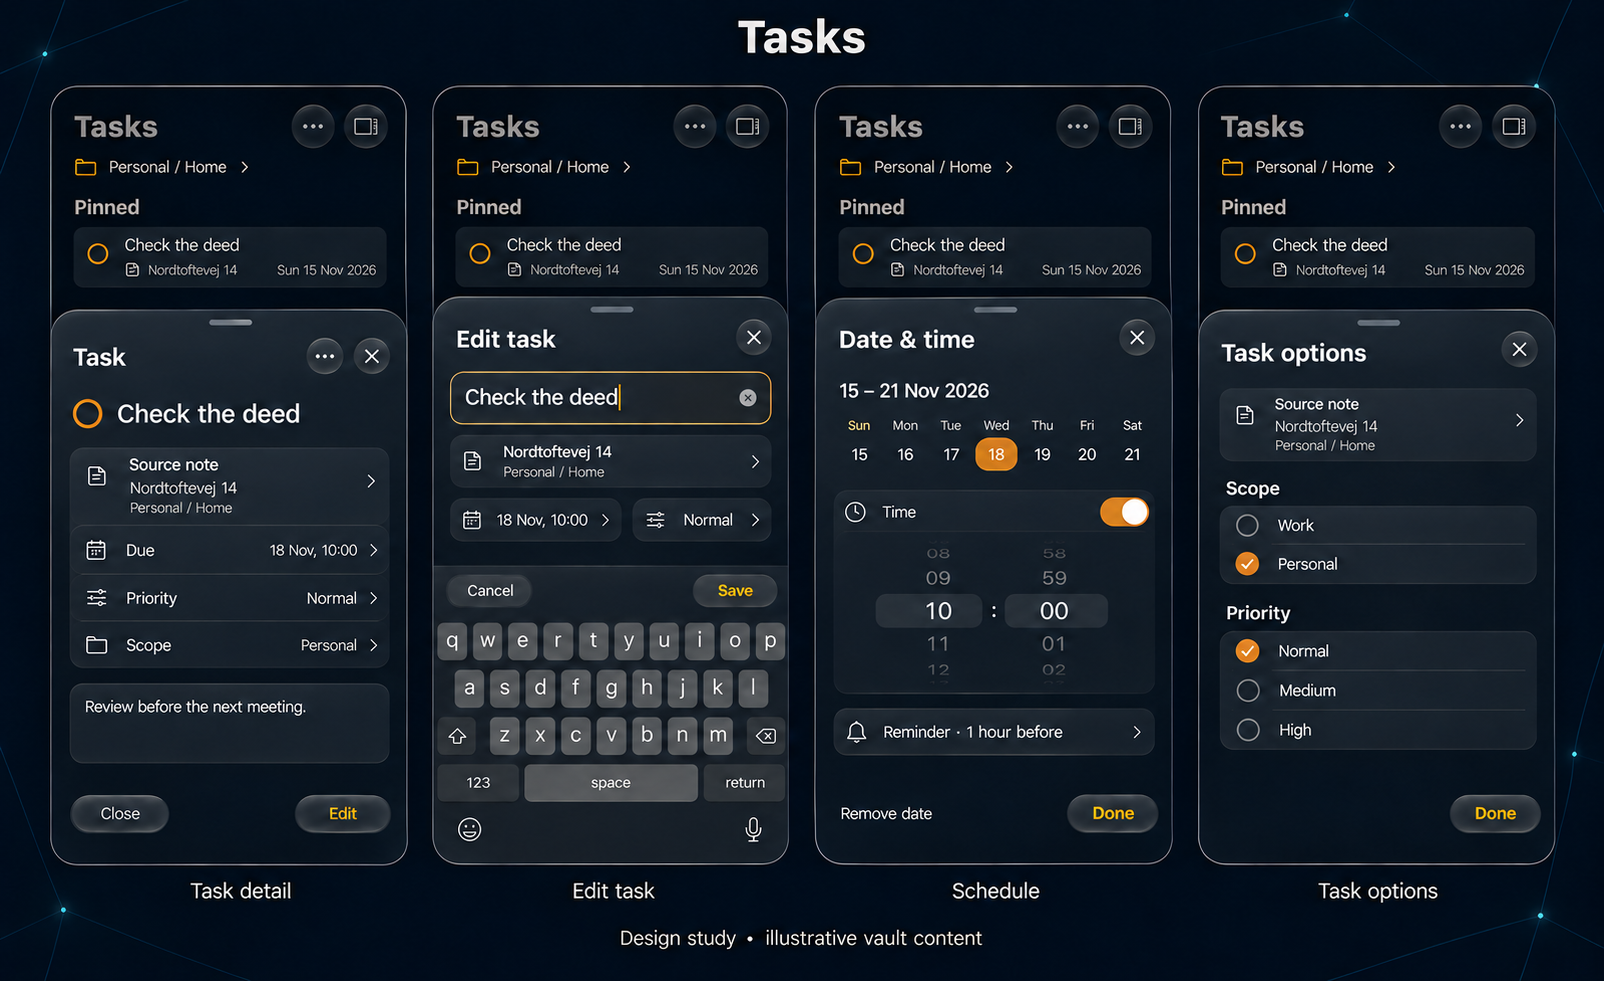 Tasks
Tasks
Personal / Home
Pinned
Check the deed
Nordtoftevej 14 Sun 15 Nov 2026
Task
Check the deed
Source note
Nordtoftevej 14
Personal / Home
Due 18 Nov, 10:00
Priority Normal
Scope Personal
Review before the next meeting.
Close Edit
Task detail
Tasks
Personal / Home
Pinned
Check the deed
Nordtoftevej 14 Sun 15 Nov 2026
Edit task
Check the deed
Nordtoftevej 14
Personal / Home
18 Nov, 10:00 Normal
Cancel Save
q w e r t y u i o p
a s d f g h j k l
z x c v b n m
123 space return
Edit task
Tasks
Personal / Home
Pinned
Check the deed
Nordtoftevej 14 Sun 15 Nov 2026
Date & time
15 – 21 Nov 2026
Sun Mon Tue Wed Thu Fri Sat
15 16 17 18 19 20 21
Time
08 58
09 59
10 : 00
11 01
12 02
Reminder · 1 hour before
Remove date Done
Schedule
Tasks
Personal / Home
Pinned
Check the deed
Nordtoftevej 14 Sun 15 Nov 2026
Task options
Source note
Nordtoftevej 14
Personal / Home
Scope
Work
Personal
Priority
Normal
Medium
High
Done
Task options
Design study • illustrative vault content